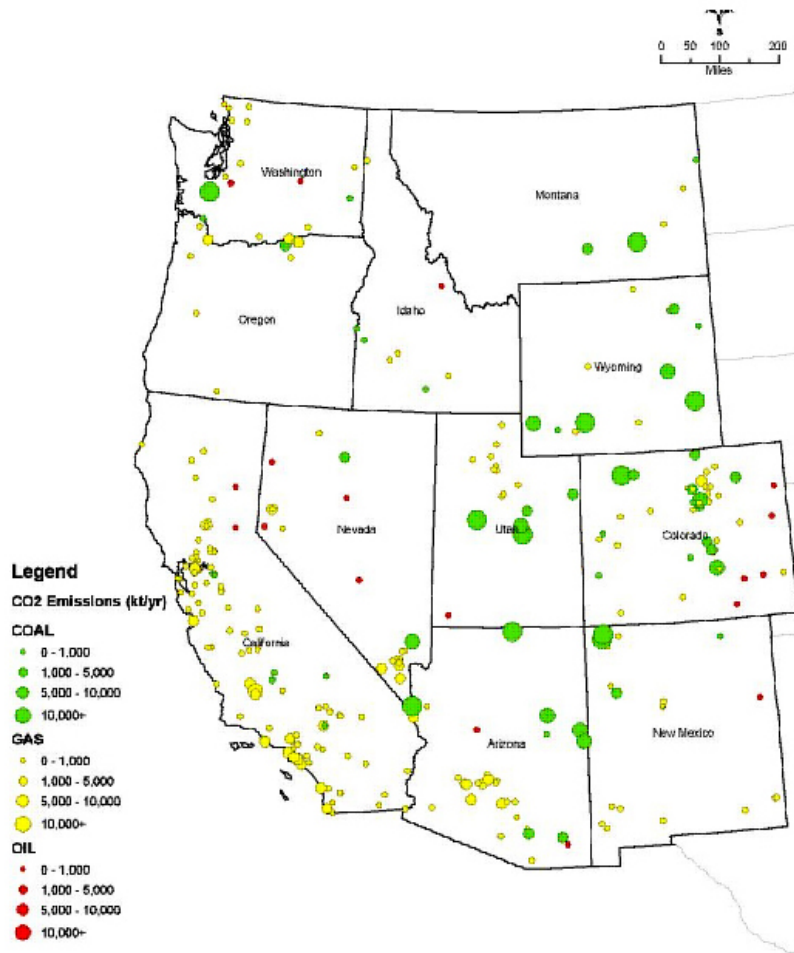 0 50 100 200
Miles
Washington
Montana
Oregon
Idaho
Wyoming
Nevada
Utah
Colorado
California
Arizona
New Mexico
Legend
CO2 Emissions (kt/yr)
COAL
0 - 1,000
1,000 - 5,000
5,000 - 10,000
10,000+
GAS
0 - 1,000
1,000 - 5,000
5,000 - 10,000
10,000+
OIL
0 - 1,000
1,000 - 5,000
5,000 - 10,000
10,000+